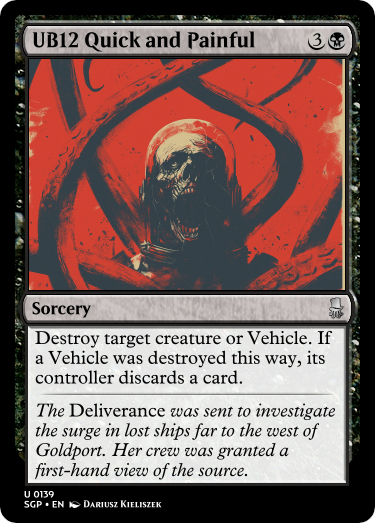 UB12 Quick and Painful 3
Sorcery
Destroy target creature or Vehicle. If
a Vehicle was destroyed this way, its
controller discards a card.
The Deliverance was sent to investigate
the surge in lost ships far to the west of
Goldport. Her crew was granted a
first-hand view of the source.
U 0139
SGP • EN Dariusz Kieliszek